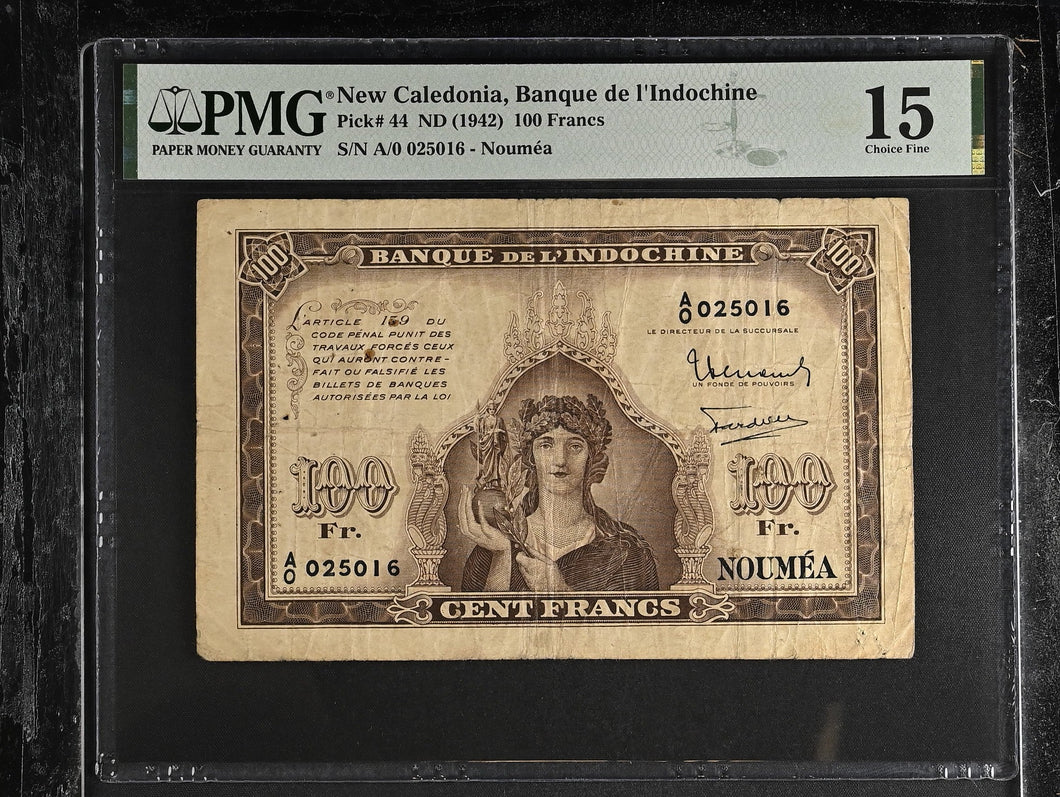 PMG® New Caledonia, Banque de l'Indochine
Pick# 44 ND (1942) 100 Francs
S/N A/0 025016 - Nouméa
PAPER MONEY GUARANTY
15
Choice Fine
100
BANQUE DE L'INDOCHINE
100
A/0 025016
LE DIRECTEUR DE LA SUCCURSALE
UN FONDE DE POUVOIRS
L'ARTICLE 139 DU
CODE PÉNAL PUNIT DES
TRAVAUX FORCÉS CEUX
QUI AURONT CONTRE-
FAIT OU FALSIFIÉ LES
BILLETS DE BANQUES
AUTORISÉES PAR LA LOI
100
Fr.
100
Fr.
A/0 025016
NOUMÉA
CENT FRANCS